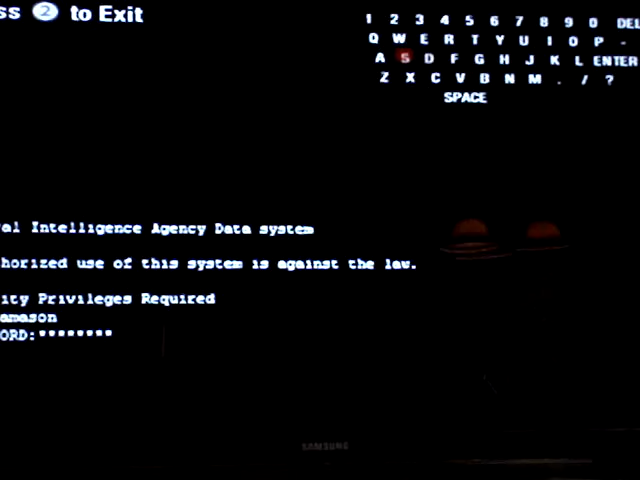 ss 2 to Exit
1 2 3 4 5 6 7 8 9 0 DEL
Q W E R T Y U I O P -
A S D F G H J K L ENTER
Z X C V B N M . / ?
SPACE
ral Intelligence Agency Data system
horized use of this system is against the law.
ity Privileges Required
amason
ORD:********
SAMSUNG